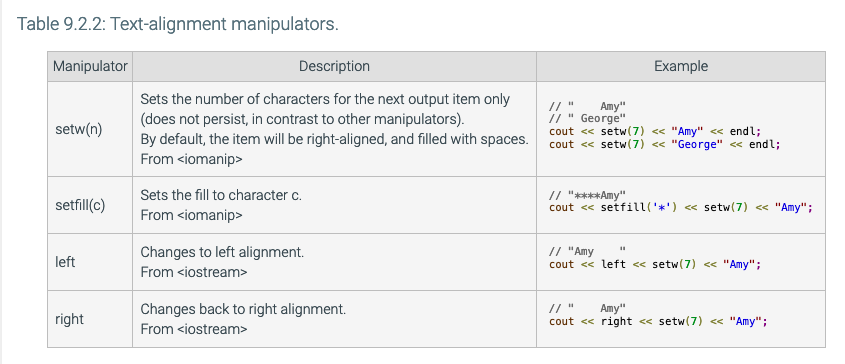 Table 9.2.2: Text-alignment manipulators.
Manipulator Description Example
setw(n)
Sets the number of characters for the next output item only
(does not persist, in contrast to other manipulators).
By default, the item will be right-aligned, and filled with spaces.
From <iomanip>
// "    Amy"
// " George"
cout << setw(7) << "Amy" << endl;
cout << setw(7) << "George" << endl;
setfill(c)
Sets the fill to character c.
From <iomanip>
// "****Amy"
cout << setfill('*') << setw(7) << "Amy";
left
Changes to left alignment.
From <iostream>
// "Amy    "
cout << left << setw(7) << "Amy";
right
Changes back to right alignment.
From <iostream>
// "    Amy"
cout << right << setw(7) << "Amy";